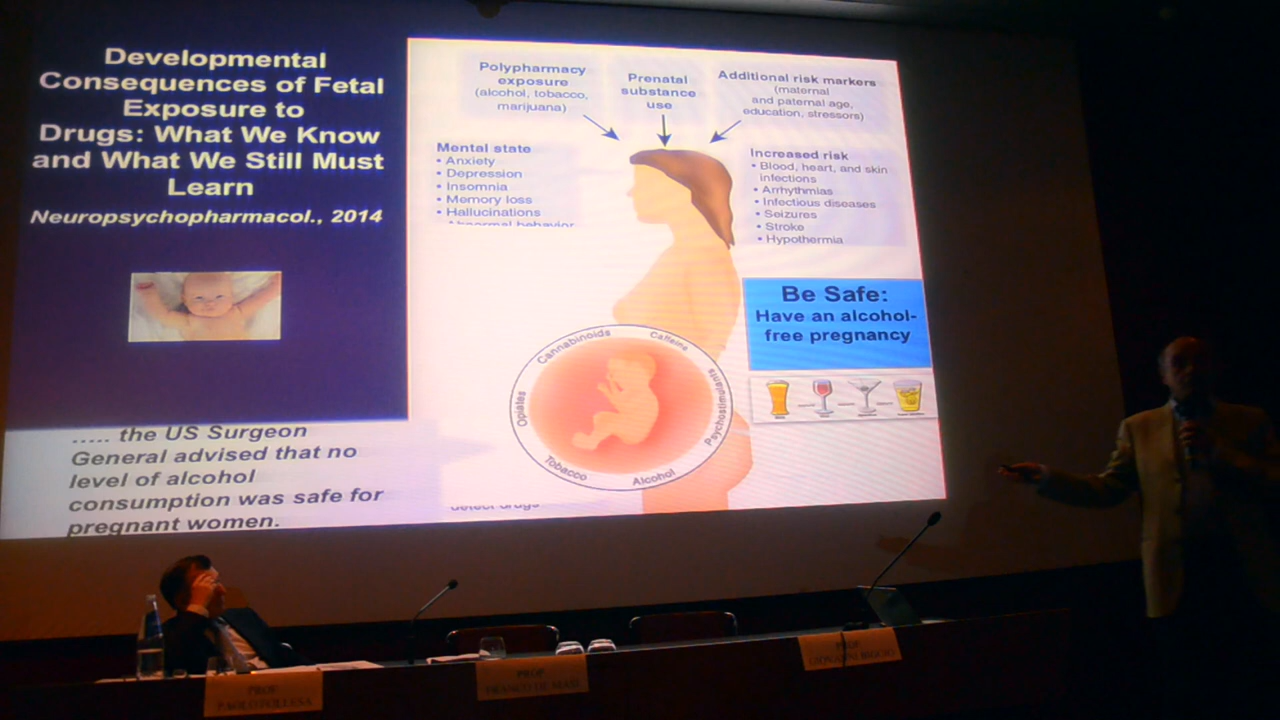 Developmental
Consequences of Fetal
Exposure to
Drugs: What We Know
and What We Still Must
Learn
Neuropsychopharmacol., 2014
..... the US Surgeon
General advised that no
level of alcohol
consumption was safe for
pregnant women.
Polypharmacy
exposure
(alcohol, tobacco,
marijuana)
Prenatal
substance
use
Additional risk markers
(maternal
and paternal age,
education, stressors)
Mental state
• Anxiety
• Depression
• Insomnia
• Memory loss
• Hallucinations
behavior
Increased risk
• Blood, heart, and skin
infections
• Arrhythmias
• Infectious diseases
• Seizures
• Stroke
• Hypothermia
Be Safe:
Have an alcohol-
free pregnancy
Cannabinoids
Caffeine
Psychostimulants
Alcohol
Tobacco
Opiates
detect drugs
PROF
PROF
PROF